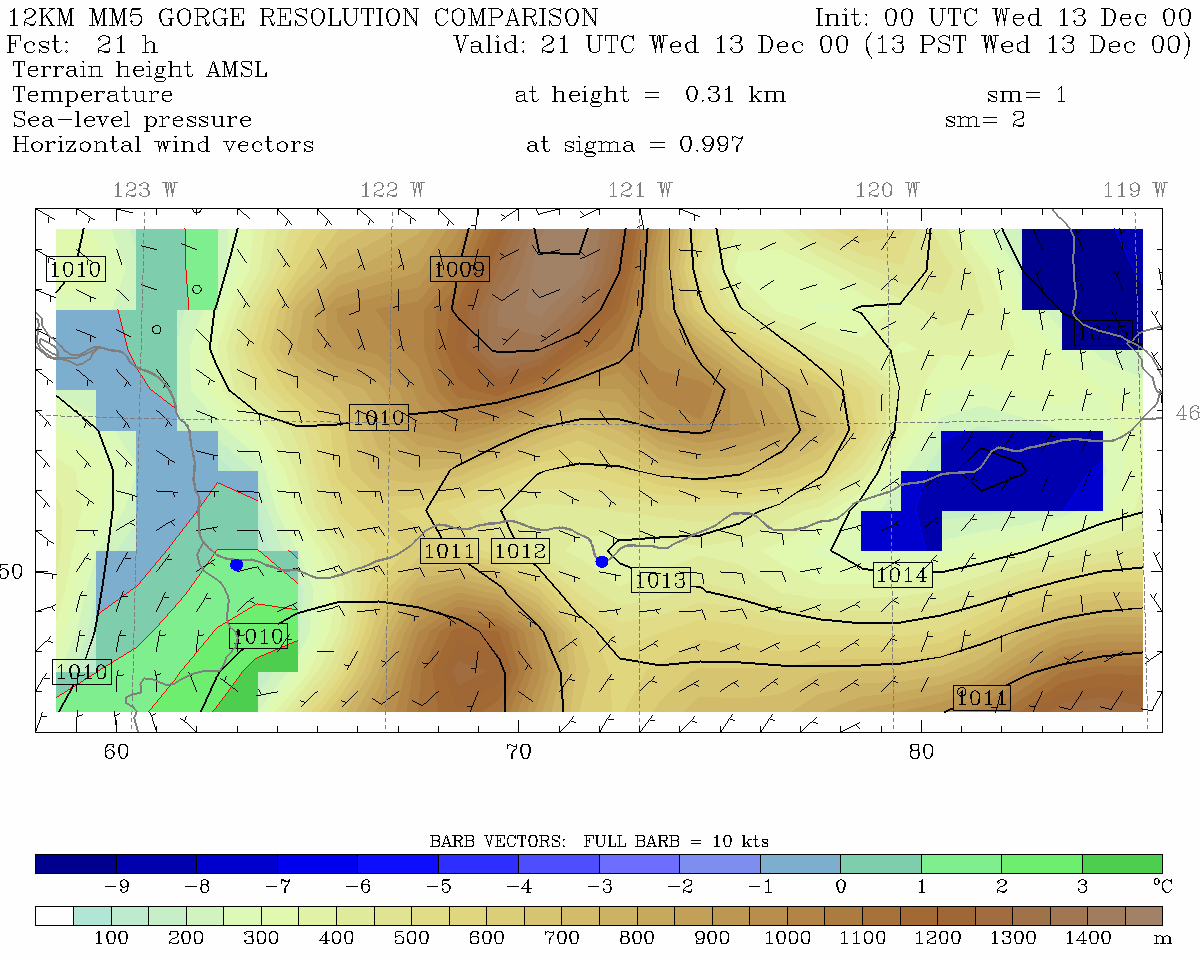 12KM MM5 GORGE RESOLUTION COMPARISON Init: 00 UTC Wed 13 Dec 00
Fcst: 21 h Valid: 21 UTC Wed 13 Dec 00 (13 PST Wed 13 Dec 00)
Terrain height AMSL
Temperature at height = 0.31 km sm= 1
Sea-level pressure sm= 2
Horizontal wind vectors at sigma = 0.997
123 W 122 W 121 W 120 W 119 W
1010 1009
1010 46
1011 1012
50 1013 1014
1010
1010
1011
60 70 80
BARB VECTORS: FULL BARB = 10 kts
-9 -8 -7 -6 -5 -4 -3 -2 -1 0 1 2 3 °C
100 200 300 400 500 600 700 800 900 1000 1100 1200 1300 1400 m